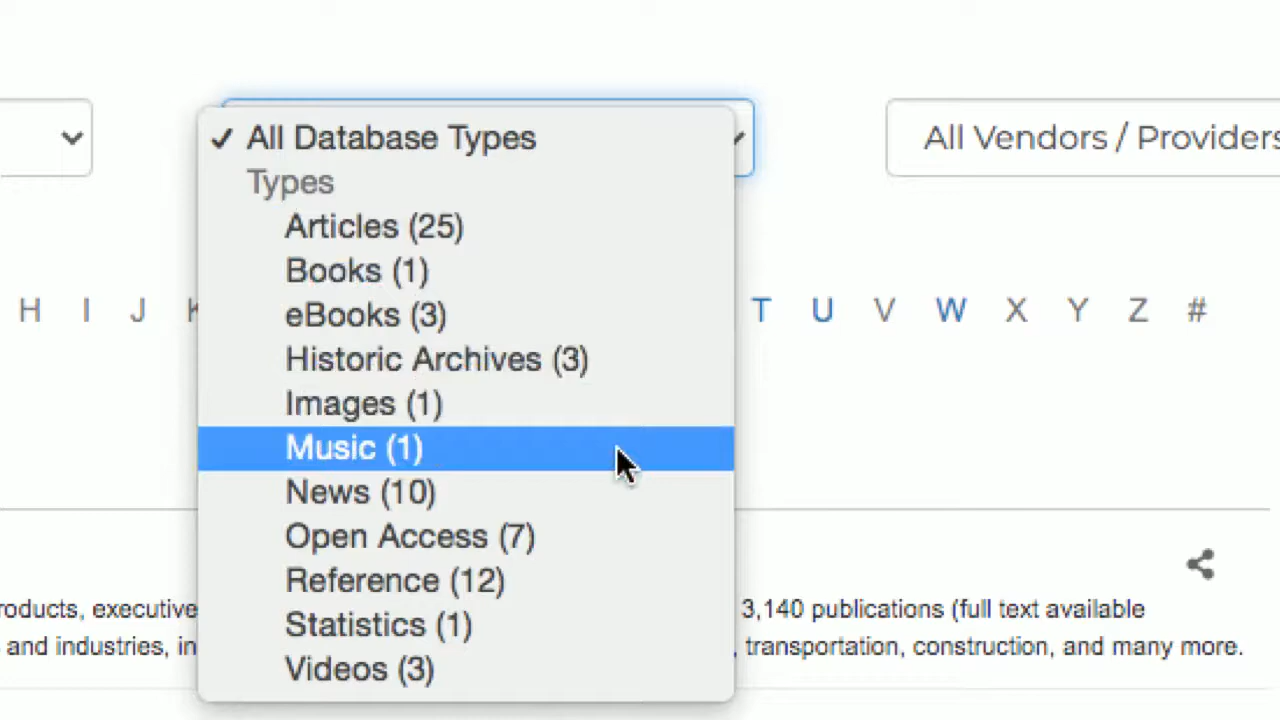 ✓ All Database Types
All Vendors / Providers
Types
Articles (25)
Books (1)
eBooks (3)
H I J K T U V W X Y Z #
Historic Archives (3)
Images (1)
Music (1)
News (10)
Open Access (7)
Reference (12)
roducts, executive 3,140 publications (full text available
Statistics (1)
and industries, in , transportation, construction, and many more.
Videos (3)